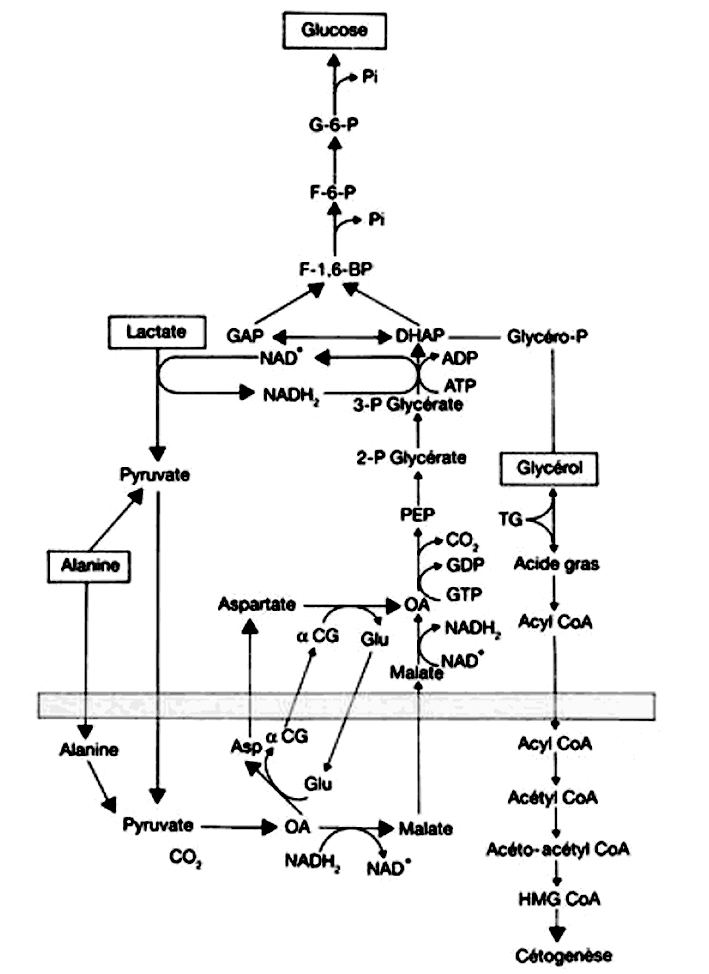 Glucose
Pi
G-6-P
F-6-P
Pi
F-1,6-BP
Lactate
GAP
DHAP
Glycéro-P
NAD⁺
ADP
NADH₂
ATP
3-P Glycérate
2-P Glycérate
Glycérol
Pyruvate
PEP
TG
CO₂
Alanine
GDP
Acide gras
GTP
Aspartate
OA
α CG
Glu
NADH₂
Acyl CoA
NAD⁺
Malate
Alanine
Asp
α CG
Acyl CoA
Glu
Acétyl CoA
Pyruvate
OA
Malate
CO₂
NADH₂
NAD⁺
Acéto-acétyl CoA
HMG CoA
Cétogenèse